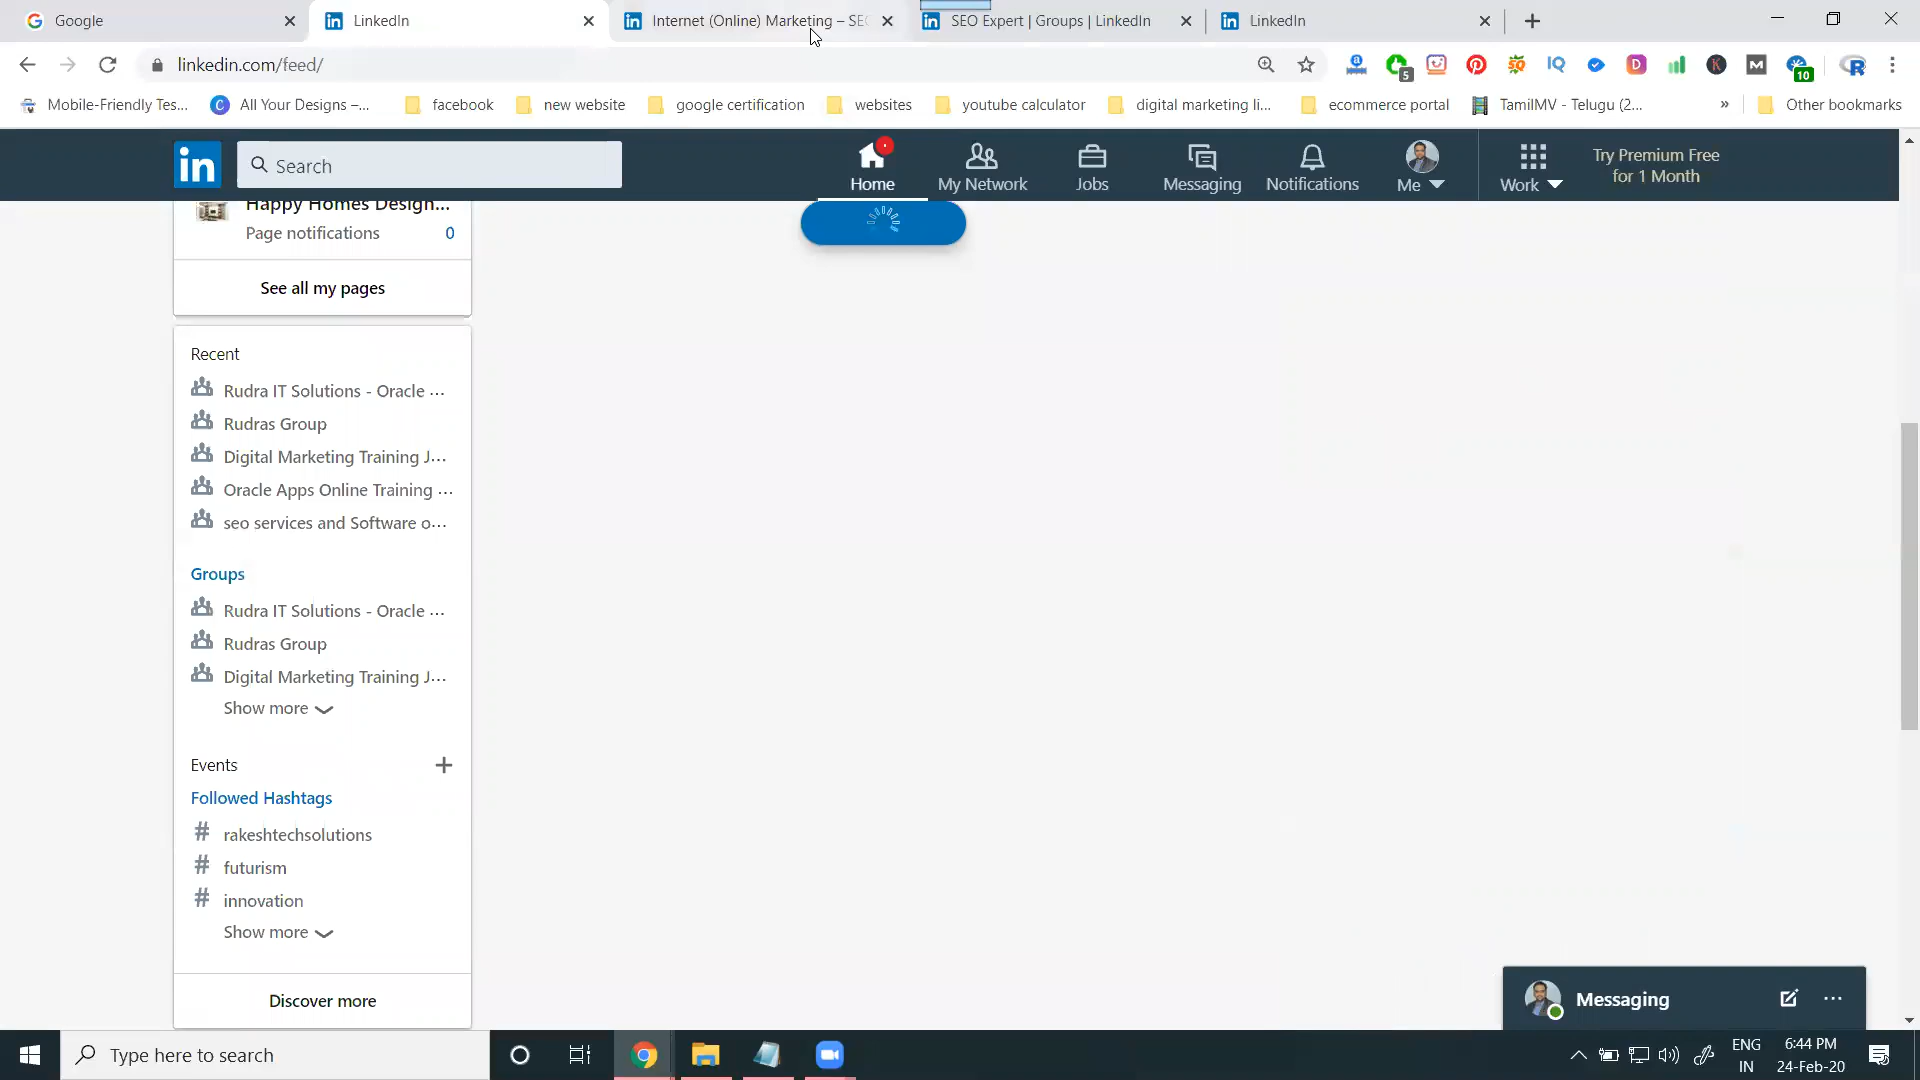 Google
LinkedIn
Internet (Online) Marketing – SEO
SEO Expert | Groups | LinkedIn
LinkedIn
linkedin.com/feed/
5
10
Mobile-Friendly Tes...
All Your Designs –...
facebook
new website
google certification
websites
youtube calculator
digital marketing li...
ecommerce portal
TamilMV - Telugu (2...
»
Other bookmarks
in
Search
Home
My Network
Jobs
Messaging
Notifications
Me
Work
Try Premium Free
for 1 Month
Happy Homes Design...
Page notifications 0
See all my pages
Recent
Rudra IT Solutions - Oracle ...
Rudras Group
Digital Marketing Training J...
Oracle Apps Online Training ...
seo services and Software o...
Groups
Rudra IT Solutions - Oracle ...
Rudras Group
Digital Marketing Training J...
Show more
Events
Followed Hashtags
# rakeshtechsolutions
# futurism
# innovation
Show more
Discover more
Messaging
Type here to search
ENG
IN
6:44 PM
24-Feb-20